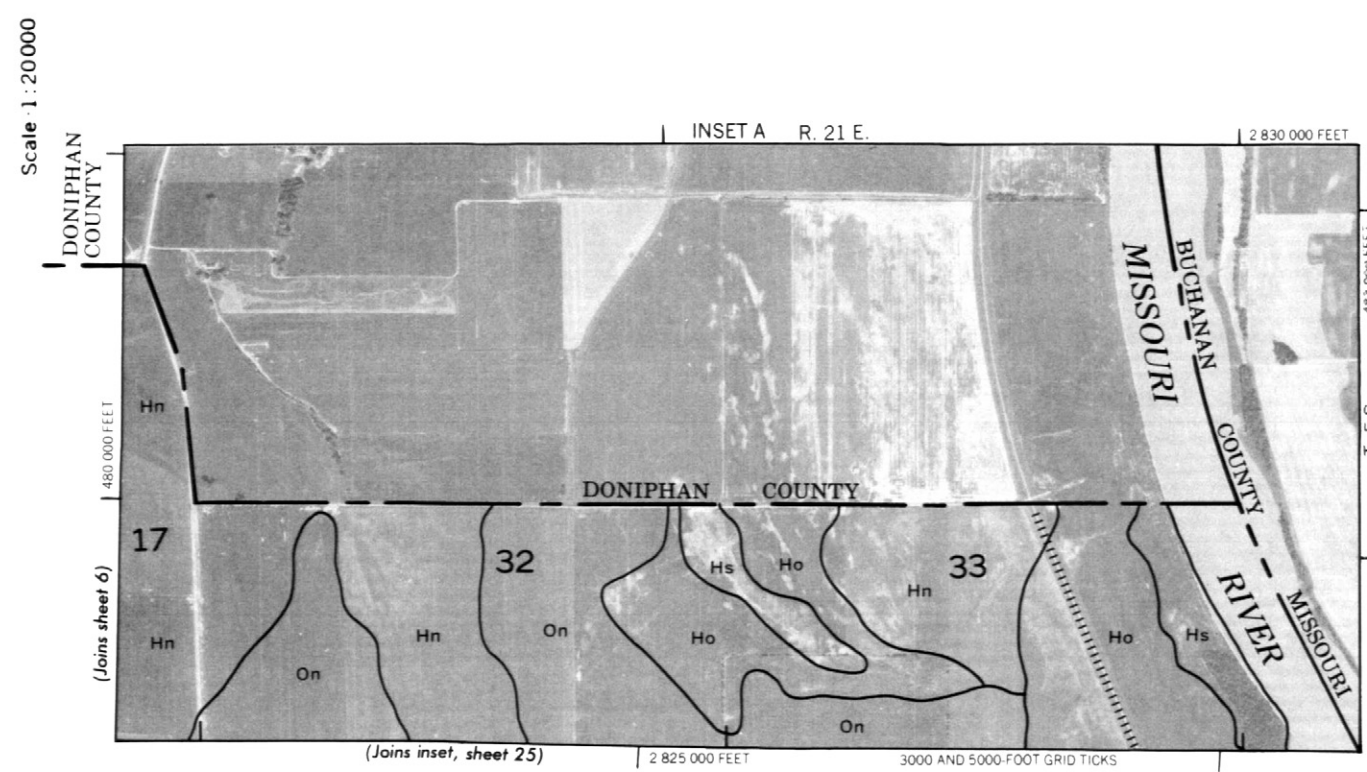 Scale 1:20000
INSET A R. 21 E.
2 830 000 FEET
DONIPHAN
COUNTY
MISSOURI
BUCHANAN
COUNTY
MISSOURI
RIVER
480 000 FEET
Hn
DONIPHAN COUNTY
17
32
33
Hs
Ho
Hn
Hn
Hn
On
On
Ho
Ho
Hs
On
(Joins sheet 6)
(Joins inset, sheet 25)
2 825 000 FEET
3000 AND 5000-FOOT GRID TICKS